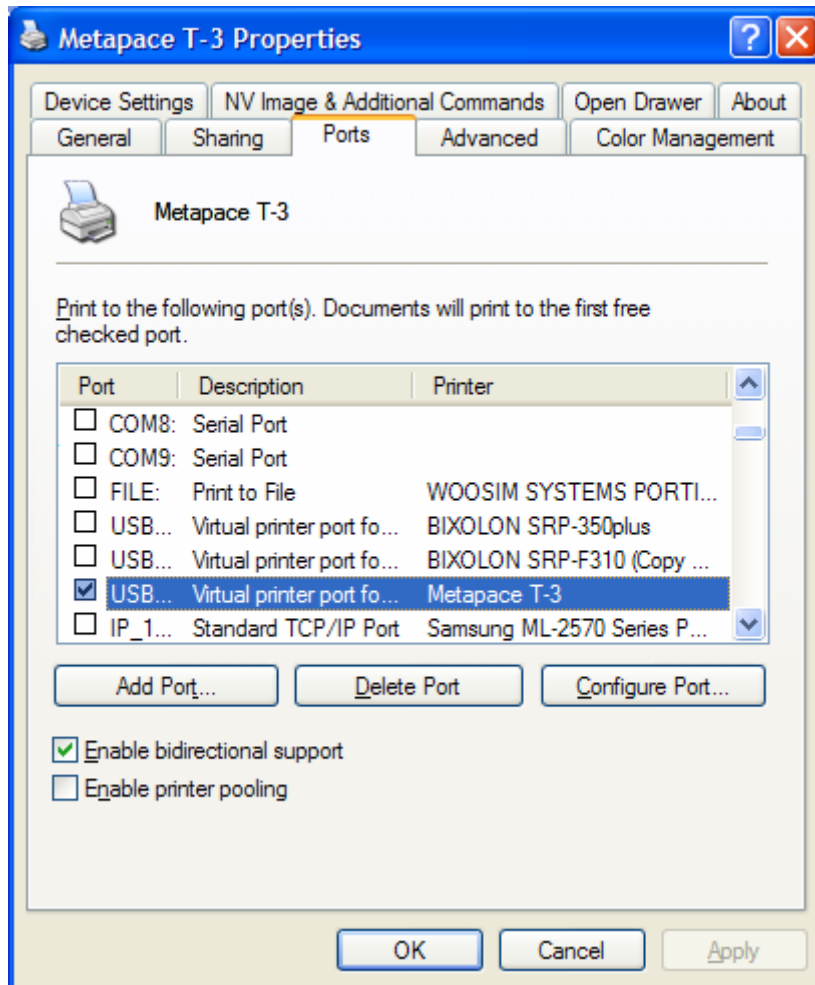 Metapace T-3 Properties
Device Settings NV Image & Additional Commands Open Drawer About
General Sharing Ports Advanced Color Management
Metapace T-3
Print to the following port(s). Documents will print to the first free
checked port.
Port Description Printer
COM8: Serial Port
COM9: Serial Port
FILE: Print to File WOOSIM SYSTEMS PORTI...
USB... Virtual printer port fo... BIXOLON SRP-350plus
USB... Virtual printer port fo... BIXOLON SRP-F310 (Copy ...
USB... Virtual printer port fo... Metapace T-3
IP_1... Standard TCP/IP Port Samsung ML-2570 Series P...
Add Port... Delete Port Configure Port...
Enable bidirectional support
Enable printer pooling
OK Cancel Apply